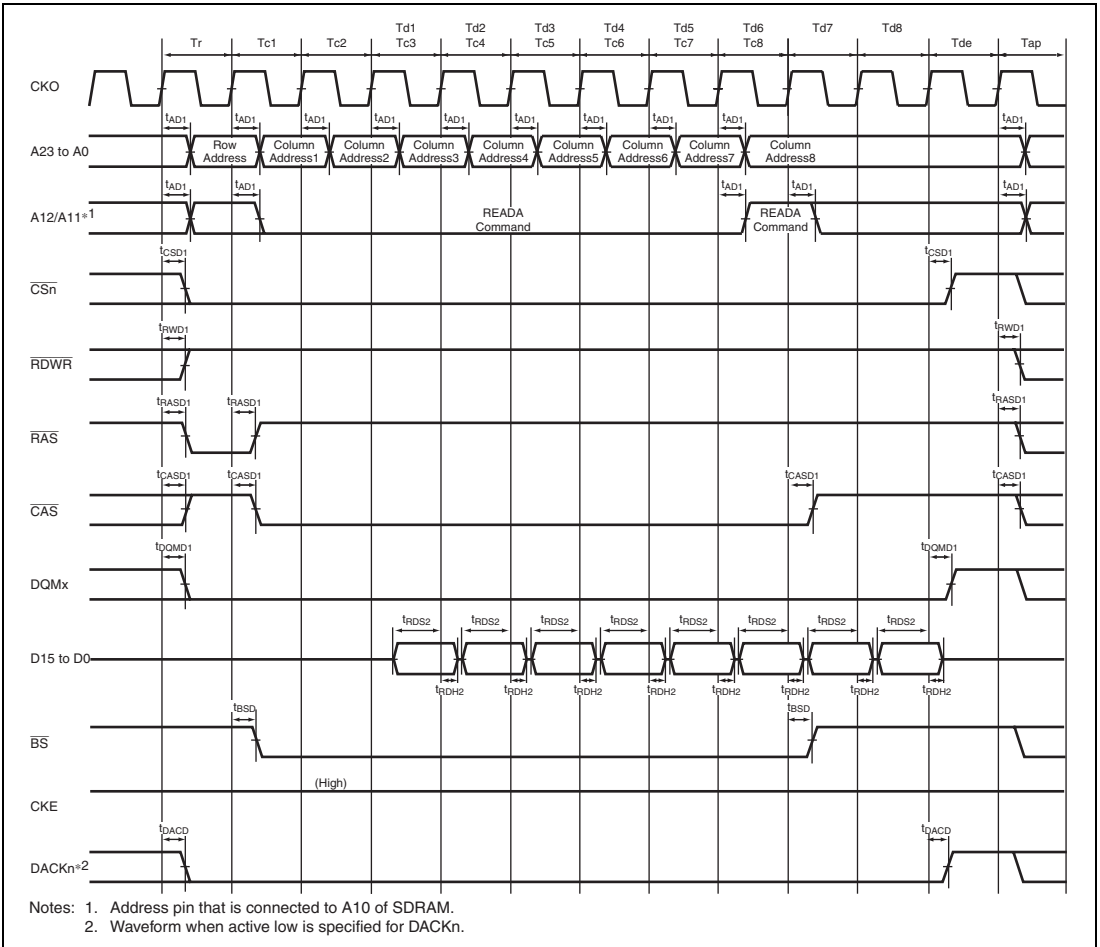 Td1 Td2 Td3 Td4 Td5 Td6 Td7 Td8
Tr Tc1 Tc2 Tc3 Tc4 Tc5 Tc6 Tc7 Tc8 Tde Tap
CKO
tAD1 tAD1 tAD1 tAD1 tAD1 tAD1 tAD1 tAD1 tAD1 tAD1
A23 to A0
Row Address
Column Address1
Column Address2
Column Address3
Column Address4
Column Address5
Column Address6
Column Address7
Column Address8
tAD1 tAD1 tAD1 tAD1 tAD1
A12/A11*1
READA Command
READA Command
tCSD1 tCSD1
CSn
tRWD1 tRWD1
RDWR
tRASD1 tRASD1 tRASD1
RAS
tCASD1 tCASD1 tCASD1 tCASD1
CAS
tDQMD1 tDQMD1
DQMx
tRDS2 tRDS2 tRDS2 tRDS2 tRDS2 tRDS2 tRDS2 tRDS2
D15 to D0
tRDH2 tRDH2 tRDH2 tRDH2 tRDH2 tRDH2 tRDH2 tRDH2
tBSD tBSD
BS
(High)
CKE
tDACD tDACD
DACKn*2
Notes: 1. Address pin that is connected to A10 of SDRAM.
2. Waveform when active low is specified for DACKn.